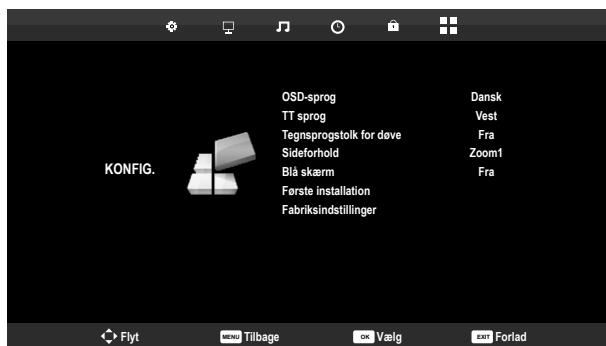 OSD-sprog Dansk
TT sprog Vest
Tegnsprogstolk for døve Fra
Sideforhold Zoom1
KONFIG.
Blå skærm Fra
Første installation
Fabriksindstillinger
Flyt MENU Tilbage OK Vælg EXIT Forlad